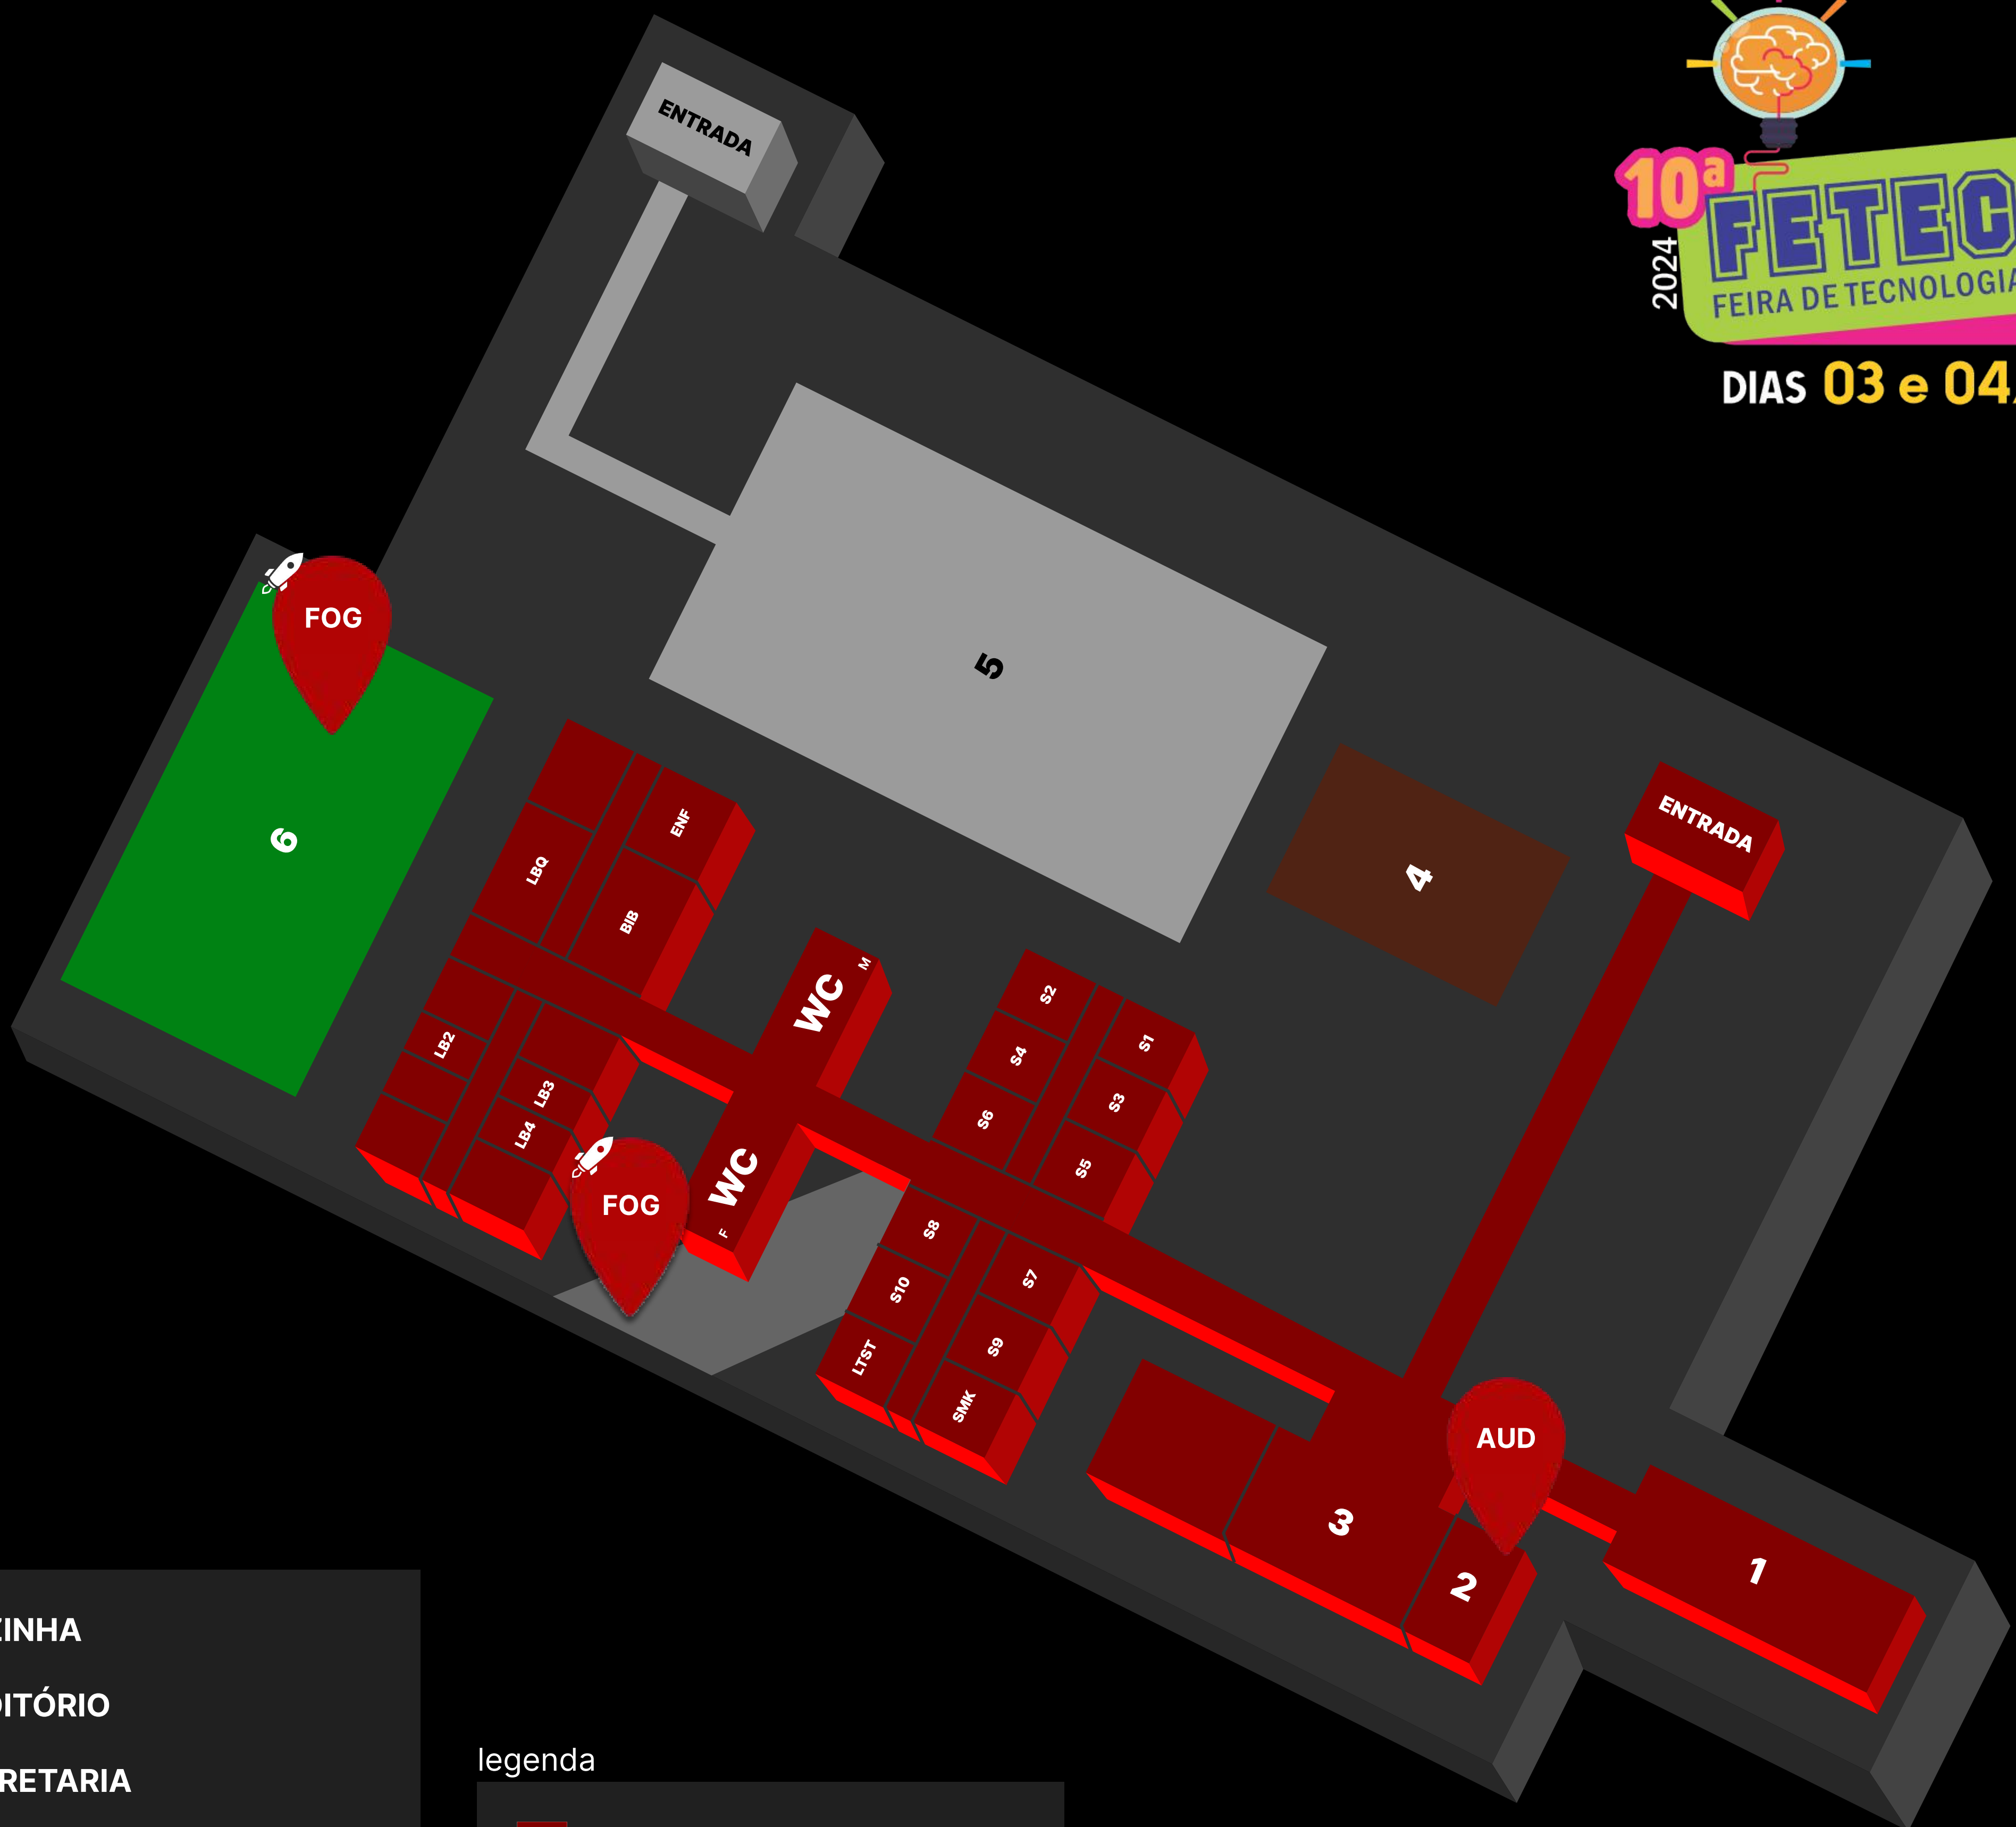 ENTRADA
10ª
2024
FETEC
FEIRA DE TECNOLOGIA
DIAS 03 e 04
FOG
5
6
ENF
LBQ
BIB
4
ENTRADA
WC M
S2
S1
S4
S3
S6
S5
LB2
LB3
LB4
FOG
WC F
S8
S7
S10
S9
LTST
SMK
AUD
3
2
1
ZINHA
DITÓRIO
RETARIA
legenda